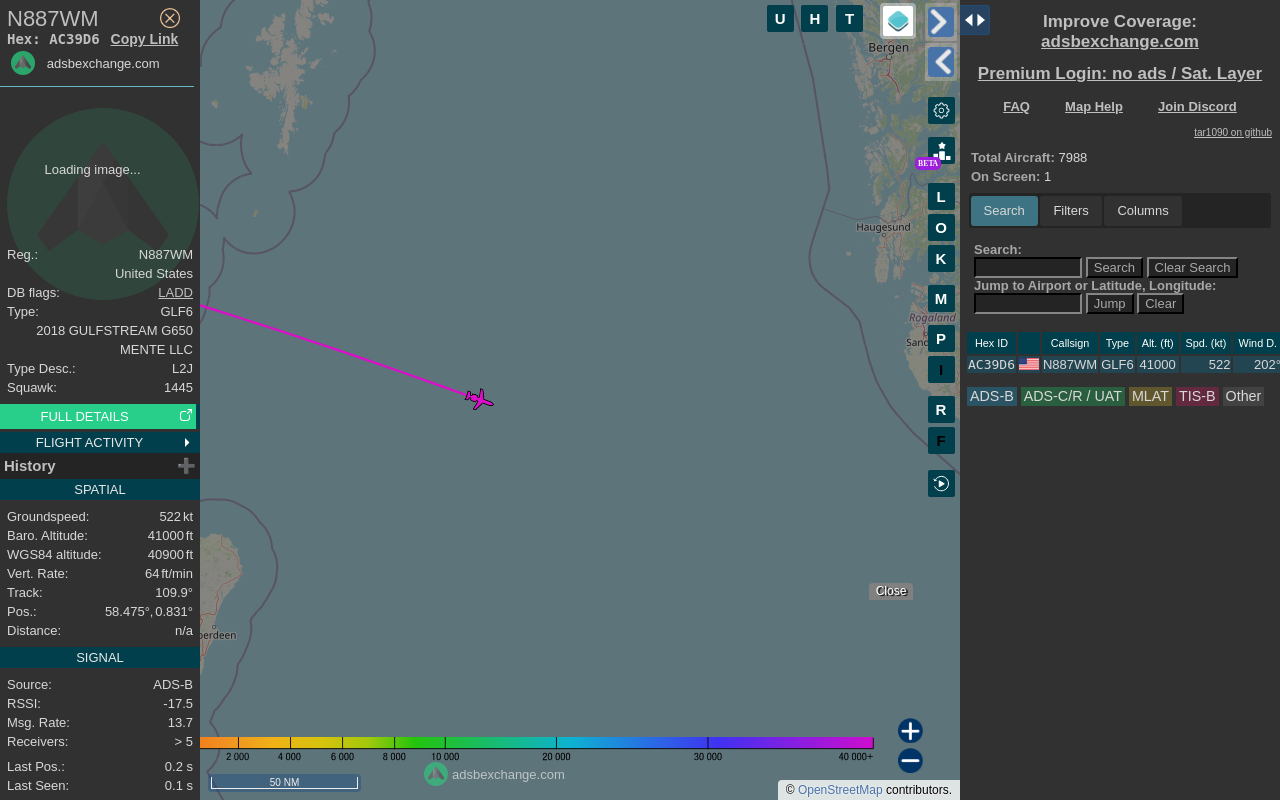 N887WM
Hex: AC39D6 Copy Link
adsbexchange.com
Loading image...
Reg.: N887WM
United States
DB flags: LADD
Type: GLF6
2018 GULFSTREAM G650
MENTE LLC
Type Desc.: L2J
Squawk: 1445
FULL DETAILS
FLIGHT ACTIVITY
History
SPATIAL
Groundspeed: 522 kt
Baro. Altitude: 41000 ft
WGS84 altitude: 40900 ft
Vert. Rate: 64 ft/min
Track: 109.9°
Pos.: 58.475°, 0.831°
Distance: n/a
SIGNAL
Source: ADS-B
RSSI: -17.5
Msg. Rate: 13.7
Receivers: > 5
Last Pos.: 0.2 s
Last Seen: 0.1 s
U H T
Bergen
BETA
L
O
K
M
P
I
R
F
Haugesund
Rogaland
San
berdeen
Close
2 000 4 000 6 000 8 000 10 000 20 000 30 000 40 000+
50 NM
adsbexchange.com
© OpenStreetMap contributors.
Improve Coverage:
adsbexchange.com
Premium Login: no ads / Sat. Layer
FAQ Map Help Join Discord
tar1090 on github
Total Aircraft: 7988
On Screen: 1
Search Filters Columns
Search:
Search Clear Search
Jump to Airport or Latitude, Longitude:
Jump Clear
Hex ID Callsign Type Alt. (ft) Spd. (kt) Wind D.
AC39D6 N887WM GLF6 41000 522 202°
ADS-B ADS-C/R / UAT MLAT TIS-B Other